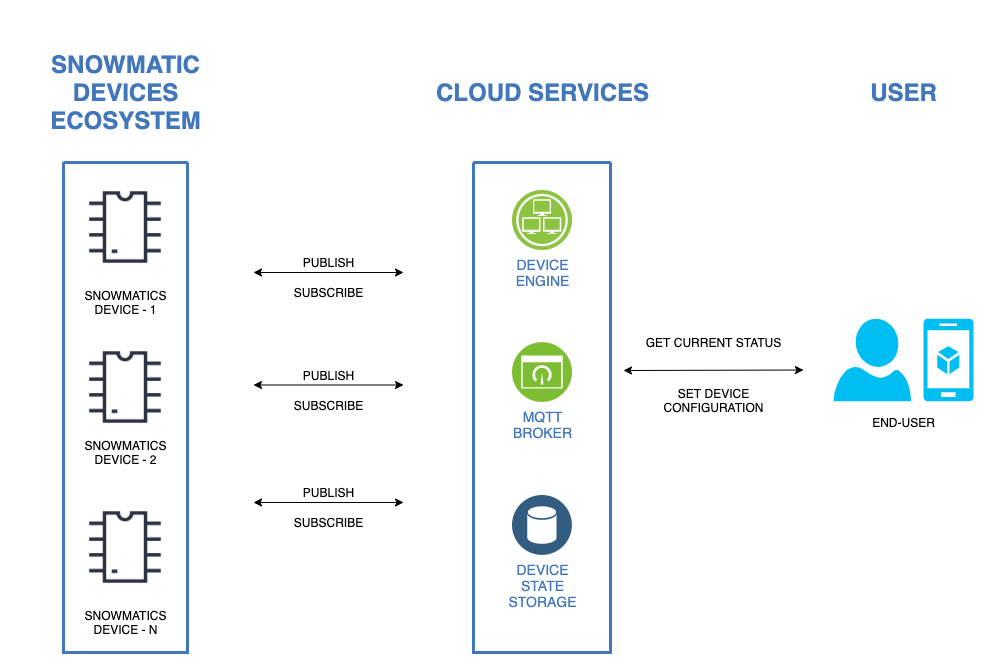 SNOWMATIC
DEVICES
ECOSYSTEM
CLOUD SERVICES
USER
SNOWMATICS
DEVICE - 1
SNOWMATICS
DEVICE - 2
SNOWMATICS
DEVICE - N
PUBLISH
SUBSCRIBE
PUBLISH
SUBSCRIBE
PUBLISH
SUBSCRIBE
DEVICE
ENGINE
MQTT
BROKER
DEVICE
STATE
STORAGE
GET CURRENT STATUS
SET DEVICE
CONFIGURATION
END-USER